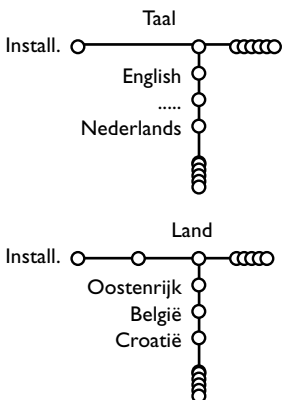 Taal
Install.
English
.....
Nederlands
Land
Install.
Oostenrijk
België
Croatië